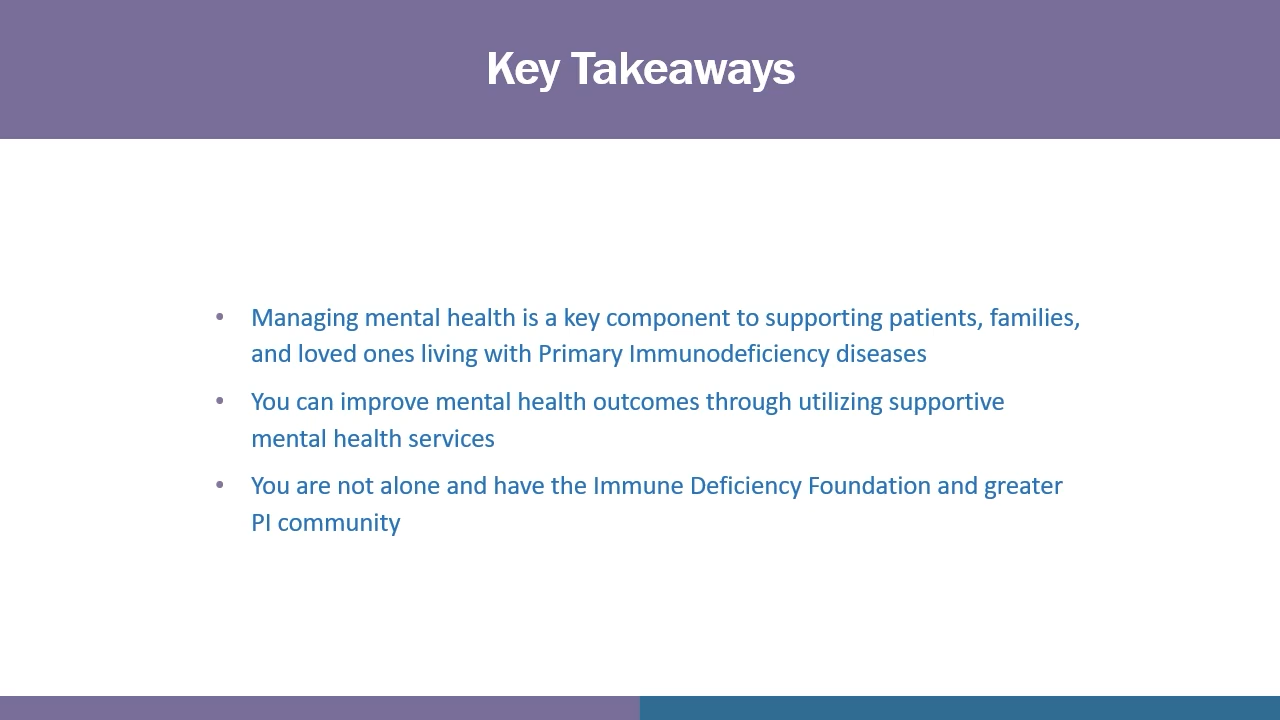 Key Takeaways
• Managing mental health is a key component to supporting patients, families,
and loved ones living with Primary Immunodeficiency diseases
• You can improve mental health outcomes through utilizing supportive
mental health services
• You are not alone and have the Immune Deficiency Foundation and greater
PI community